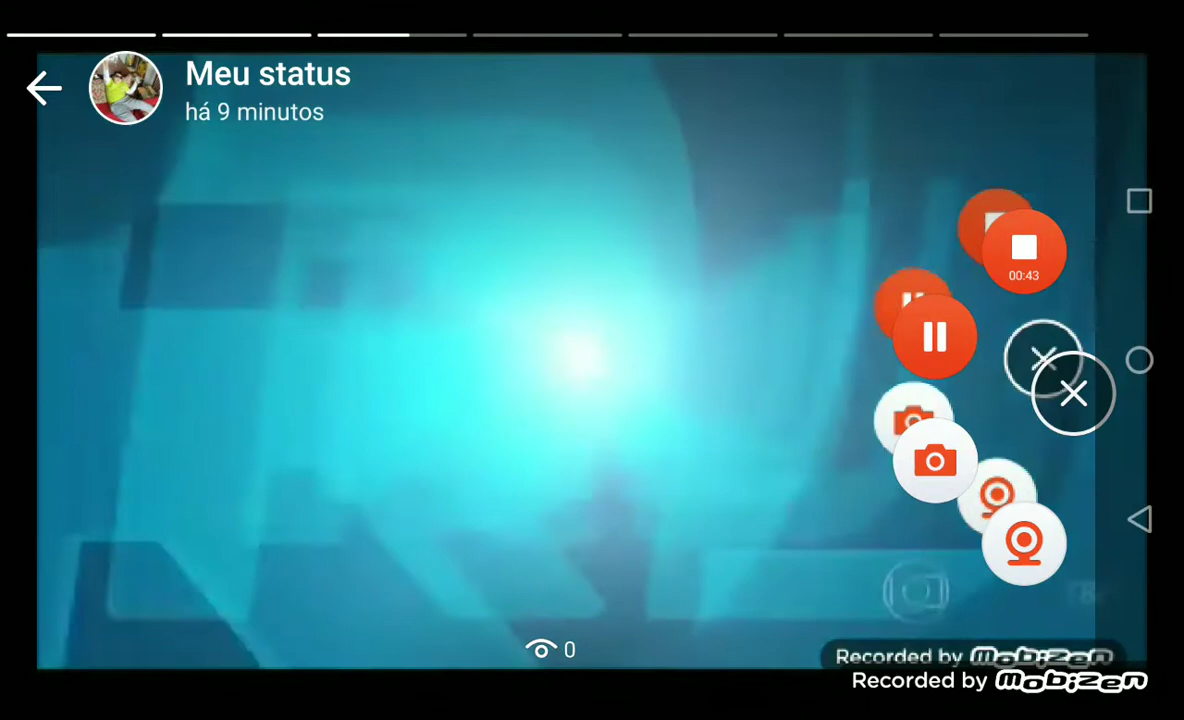 Meu status
há 9 minutos
00:43
0
Recorded by Mobizen
Recorded by Mobizen